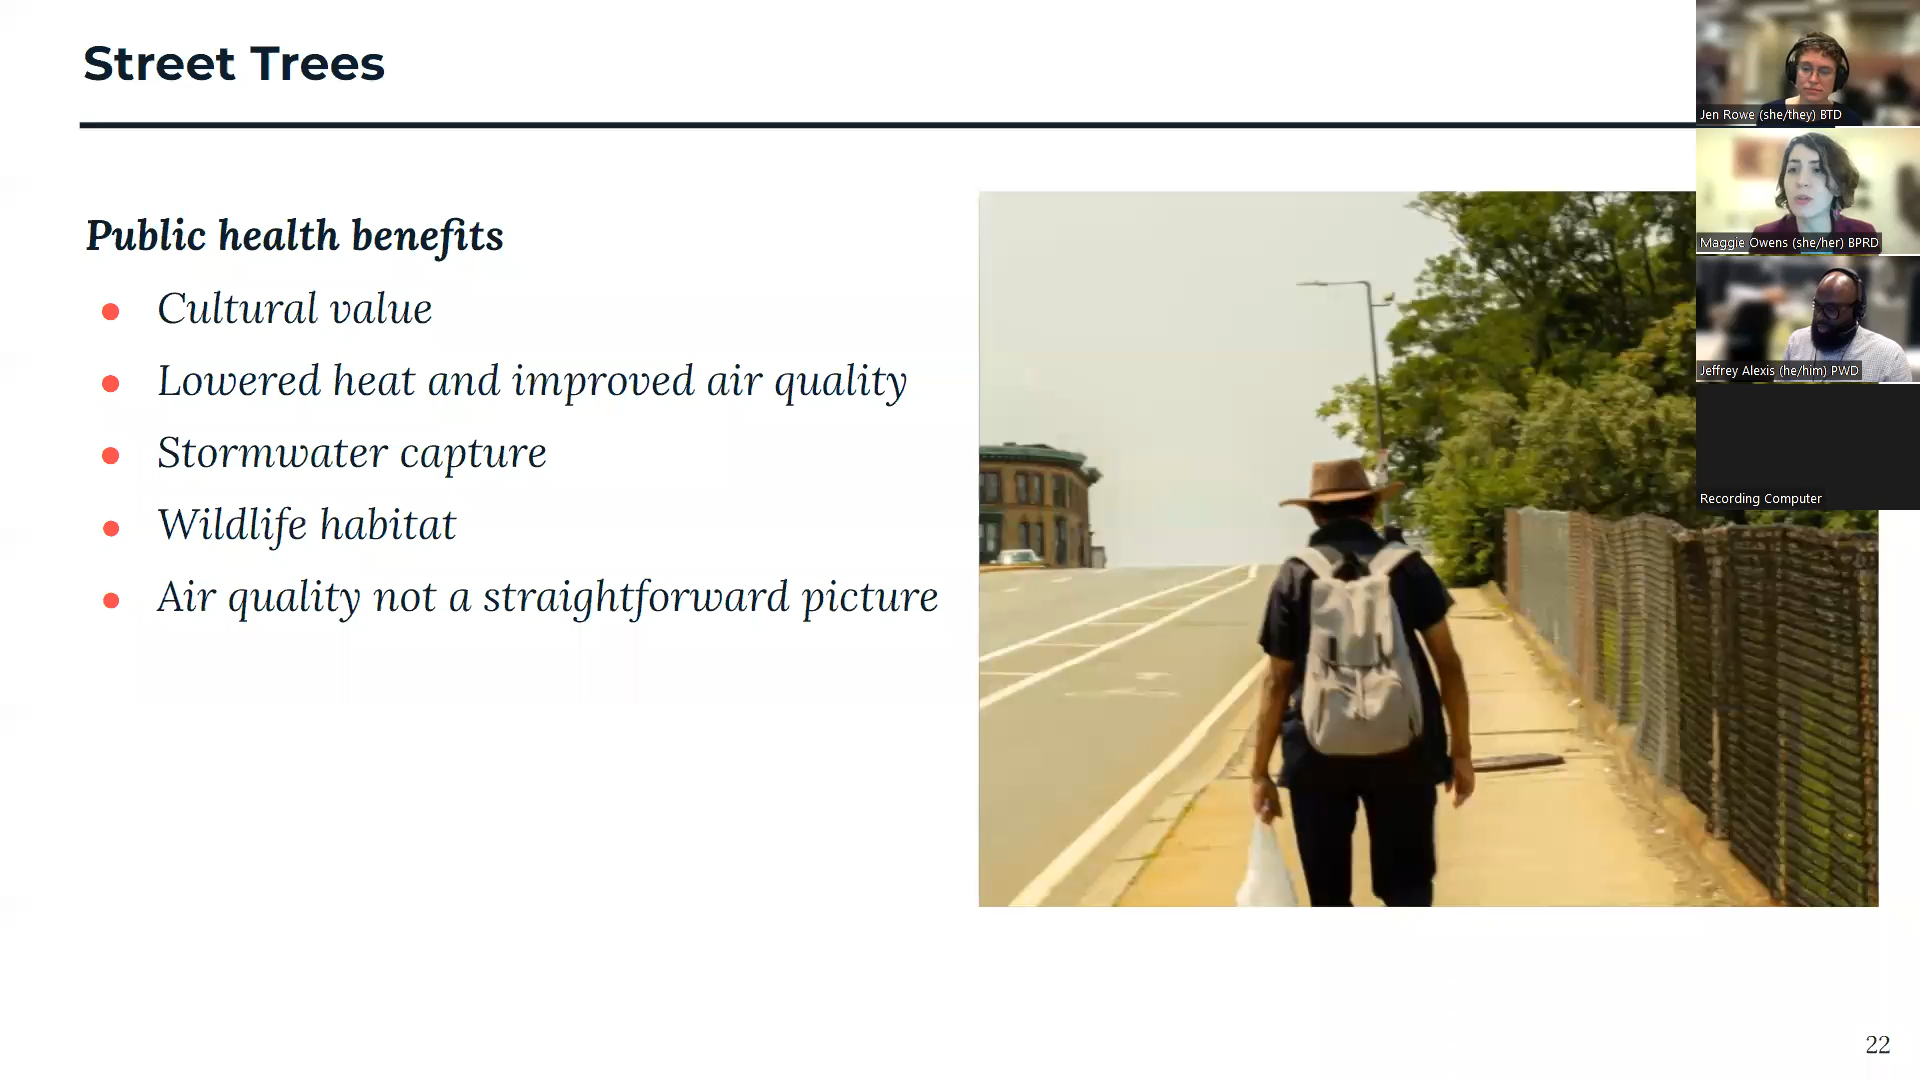 Street Trees
Public health benefits
Cultural value
Lowered heat and improved air quality
Stormwater capture
Wildlife habitat
Air quality not a straightforward picture
Jen Rowe (she/they) BTD
Maggie Owens (she/her) BPRD
Jeffrey Alexis (he/him) PWD
Recording Computer
22